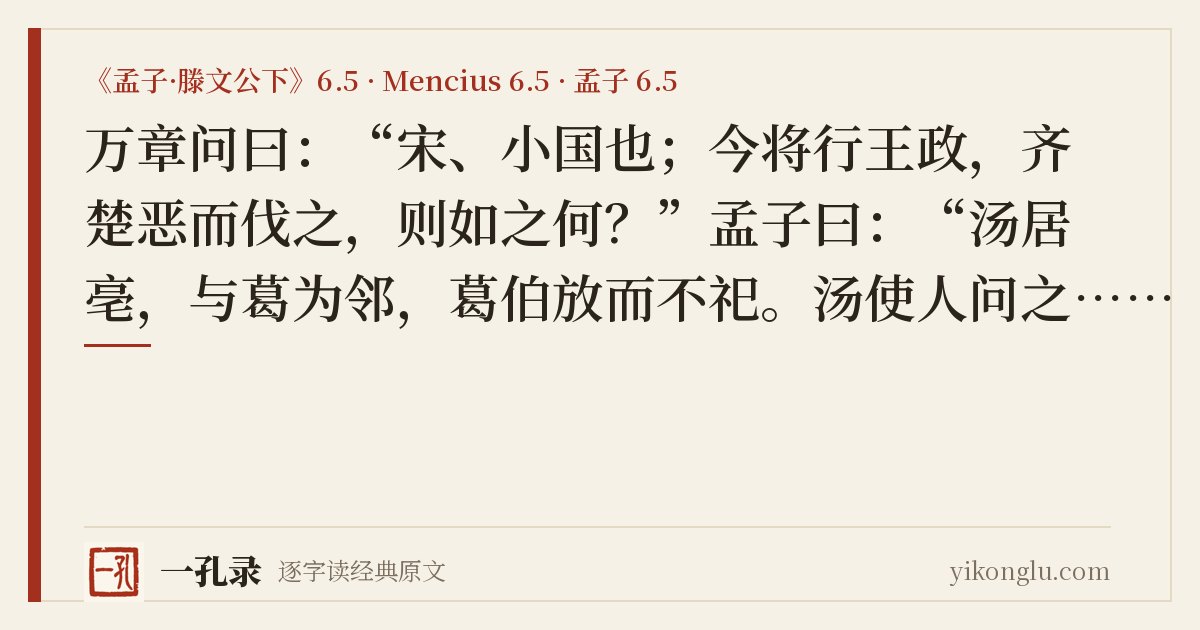 《孟子·滕文公下》6.5 · Mencius 6.5 · 孟子 6.5
万章问曰：“宋、小国也；今将行王政，齐
楚恶而伐之，则如之何？”孟子曰：“汤居
亳，与葛为邻，葛伯放而不祀。汤使人问之……
一孔
一孔录 逐字读经典原文 yikonglu.com